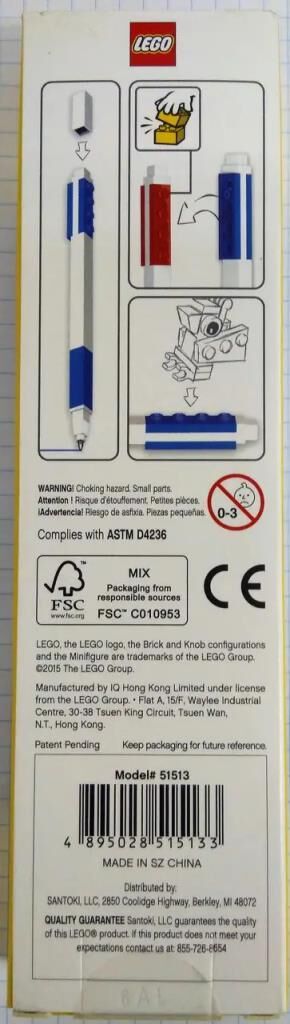 LEGO
WARNING! Choking hazard. Small parts.
Attention ! Risque d'étouffement. Petites pièces.
¡Advertencia! Riesgo de asfixia. Piezas pequeñas.
0-3
Complies with ASTM D4236
FSC
www.fsc.org
MIX
Packaging from
responsible sources
FSC™ C010953
CE
LEGO, the LEGO logo, the Brick and Knob configurations
and the Minifigure are trademarks of the LEGO Group.
©2015 The LEGO Group.
Manufactured by IQ Hong Kong Limited under license
from the LEGO Group. • Flat A, 15/F, Waylee Industrial
Centre, 30-38 Tsuen King Circuit, Tsuen Wan,
N.T., Hong Kong.
Patent Pending Keep packaging for future reference.
Model# 51513
4 895028 515133
MADE IN SZ CHINA
Distributed by:
SANTOKI, LLC, 2850 Coolidge Highway, Berkley, MI 48072
QUALITY GUARANTEE Santoki, LLC guarantees the quality
of this LEGO® product. If this product does not meet your
expectations contact us at: 855-726-8654